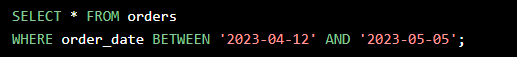 SELECT * FROM orders
WHERE order_date BETWEEN '2023-04-12' AND '2023-05-05';